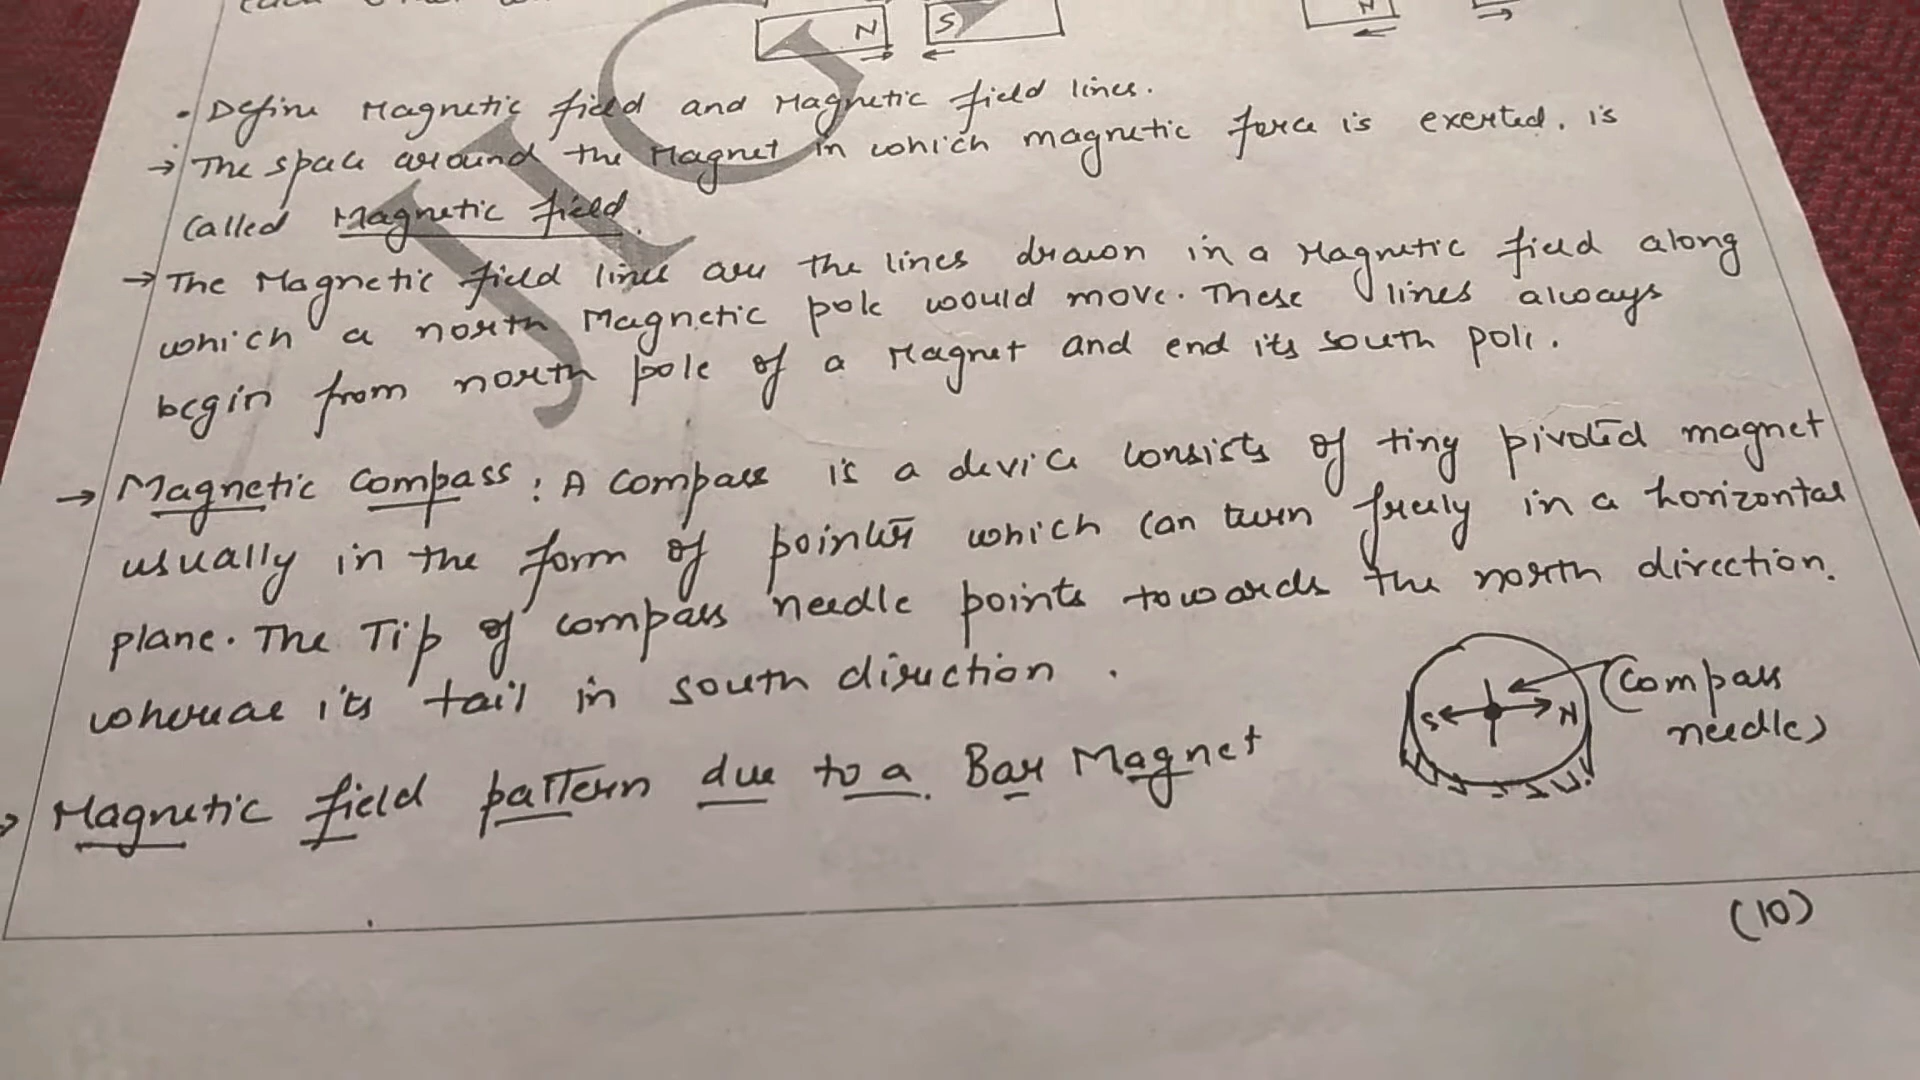 N S N
• Define Magnetic field and Magnetic field lines.
→ The space around the Magnet in which magnetic force is exerted. is
called Magnetic field.
→ The Magnetic field lines are the lines drawn in a Magnetic field along
which a north Magnetic pole would move. These lines always
begin from north pole of a Magnet and end its south pole.
→ Magnetic compass : A compass is a device consists of tiny pivoted magnet
usually in the form of pointer which can turn freely in a horizontal
plane. The Tip of compass needle points towards the north direction.
whereas its tail in south direction .
S N (compass
needle)
→ Magnetic field pattern due to a. Bar Magnet
(10)
JIG